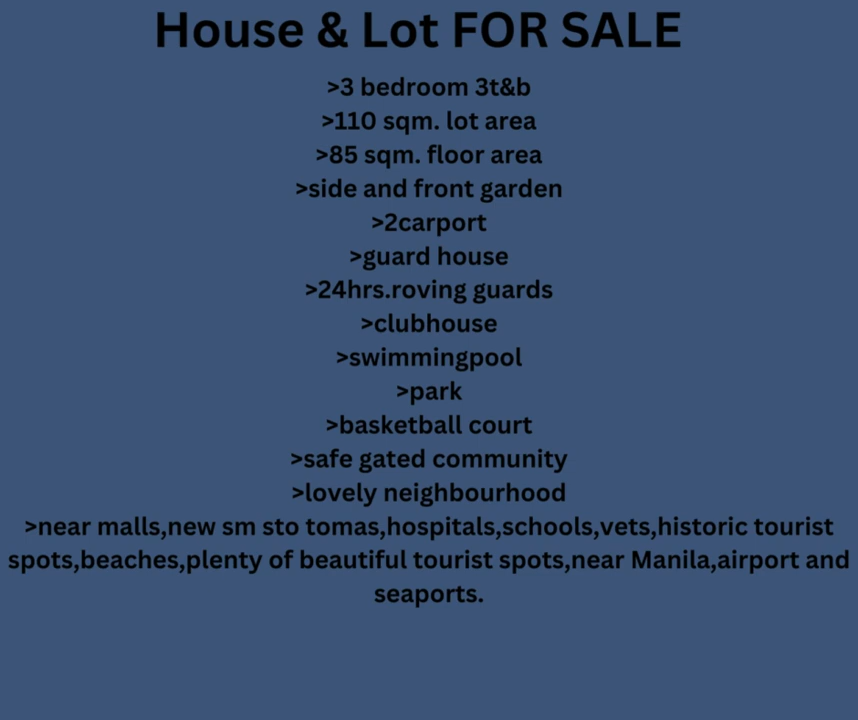 House & Lot FOR SALE
>3 bedroom 3t&b
>110 sqm. lot area
>85 sqm. floor area
>side and front garden
>2carport
>guard house
>24hrs.roving guards
>clubhouse
>swimmingpool
>park
>basketball court
>safe gated community
>lovely neighbourhood
>near malls,new sm sto tomas,hospitals,schools,vets,historic tourist
spots,beaches,plenty of beautiful tourist spots,near Manila,airport and
seaports.